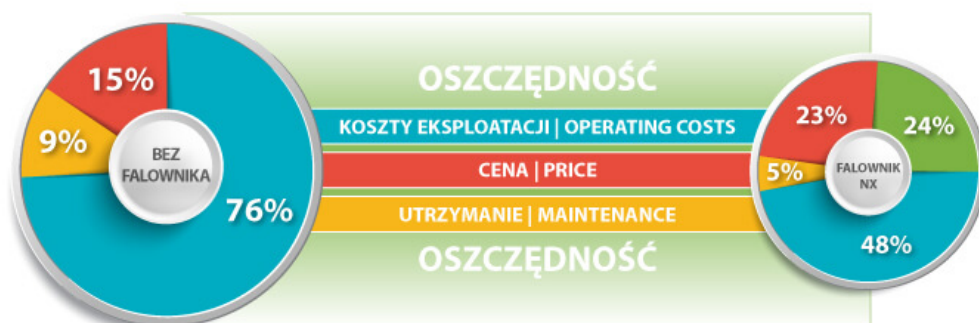 15%
9%
76%
BEZ
FALOWNIKA
OSZCZĘDNOŚĆ
KOSZTY EKSPLOATACJI | OPERATING COSTS
CENA | PRICE
UTRZYMANIE | MAINTENANCE
OSZCZĘDNOŚĆ
23%
24%
5%
48%
FALOWNIK
NX